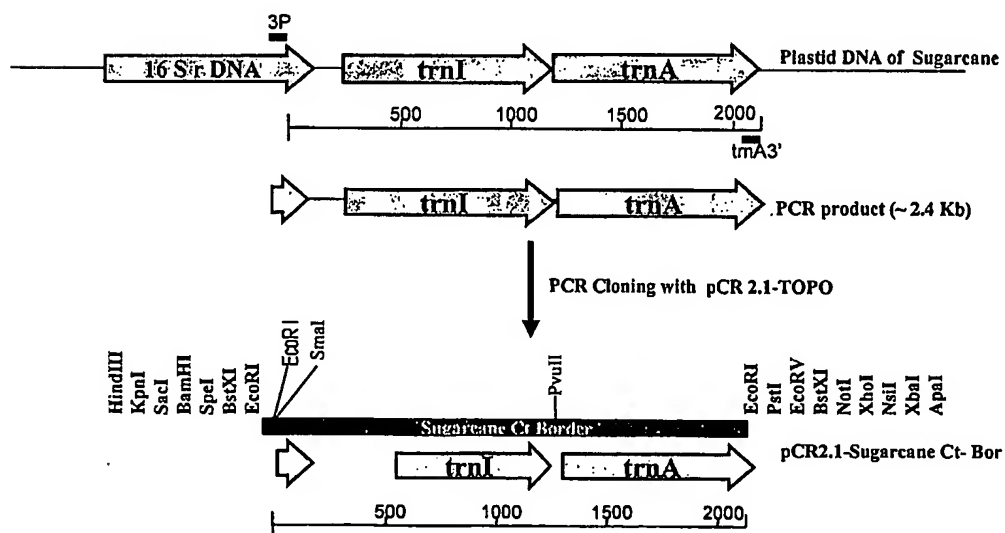 3P
16 S r. DNA
trnI
trnA
Plastid DNA of Sugarcane
500
1000
1500
2000
trnA3'
trnI
trnA
.PCR product (~ 2.4 Kb)
PCR Cloning with pCR 2.1-TOPO
HindIII
KpnI
SacI
BamHI
SpeI
BstXI
EcoRI
EcoRI
SmaI
PvuII
EcoRI
PstI
EcoRV
BstXI
NotI
XhoI
NsiI
XbaI
ApaI
Sugarcane Ct Border
pCR2.1-Sugarcane Ct- Bor
trnI
trnA
500
1000
1500
2000